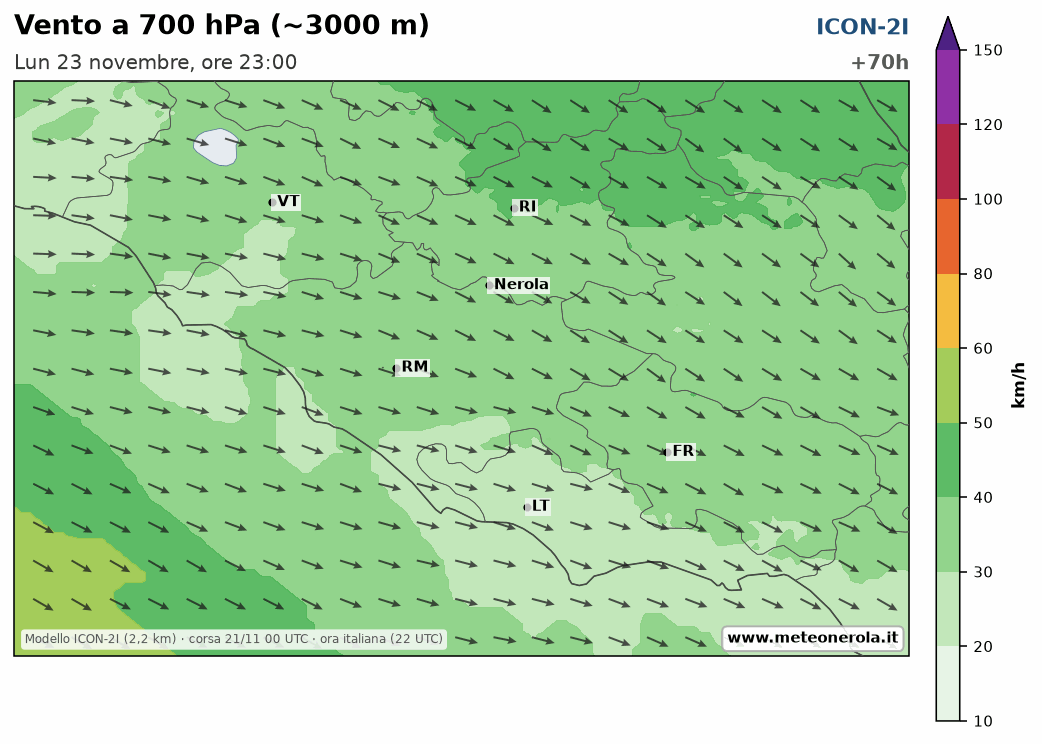 Vento a 700 hPa (~3000 m)
ICON-2I
Lun 23 novembre, ore 23:00
+70h
150
120
100
80
60
50
40
30
20
10
km/h
VT
RI
Nerola
RM
FR
LT
Modello ICON-2I (2,2 km) · corsa 21/11 00 UTC · ora italiana (22 UTC)
www.meteonerola.it